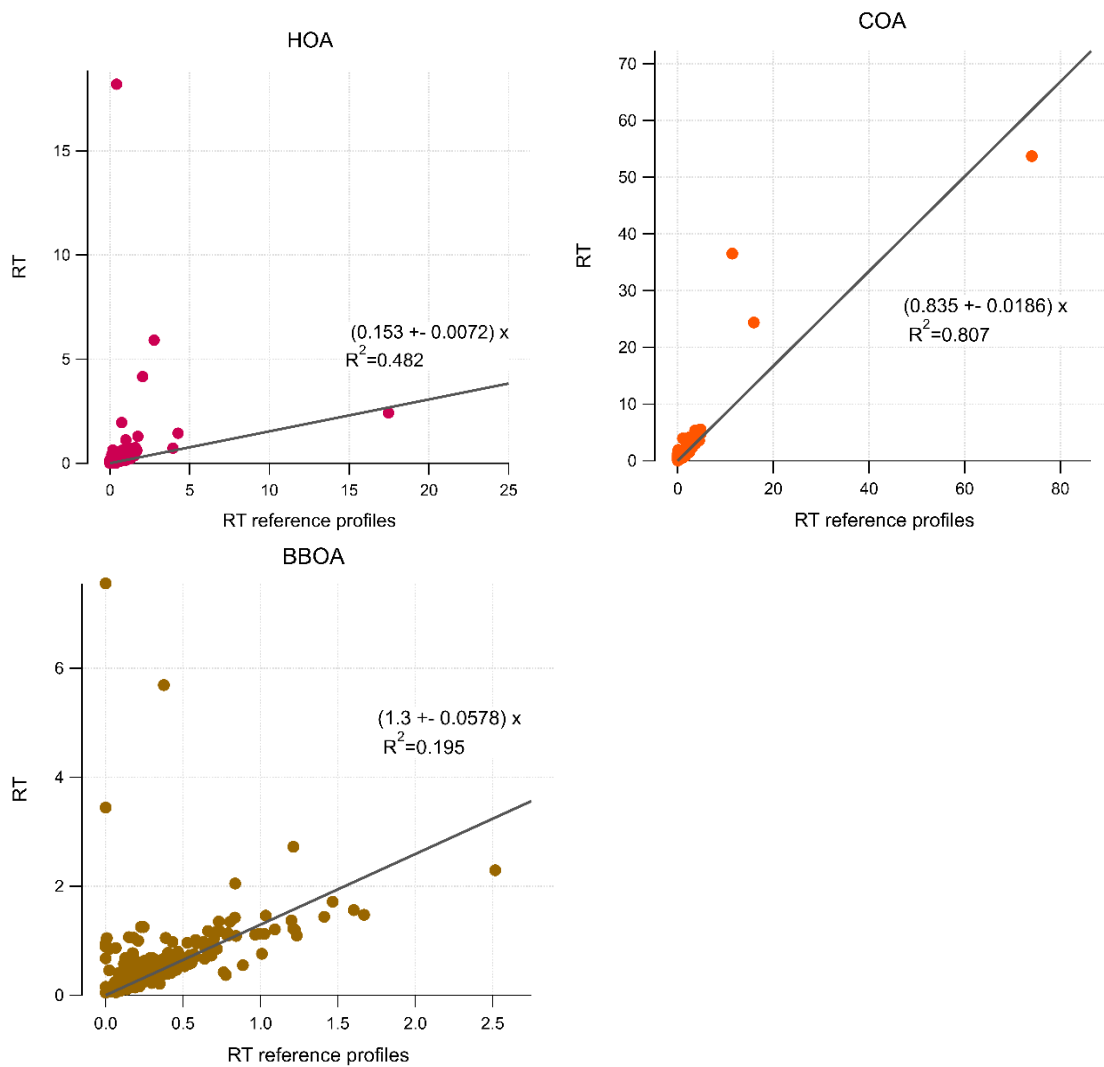 HOA
15
10
5
0
RT
(0.153 +- 0.0072) x
R²=0.482
0 5 10 15 20 25
RT reference profiles
COA
70
60
50
40
30
20
10
0
RT
(0.835 +- 0.0186) x
R²=0.807
0 20 40 60 80
RT reference profiles
BBOA
6
4
2
0
RT
(1.3 +- 0.0578) x
R²=0.195
0.0 0.5 1.0 1.5 2.0 2.5
RT reference profiles